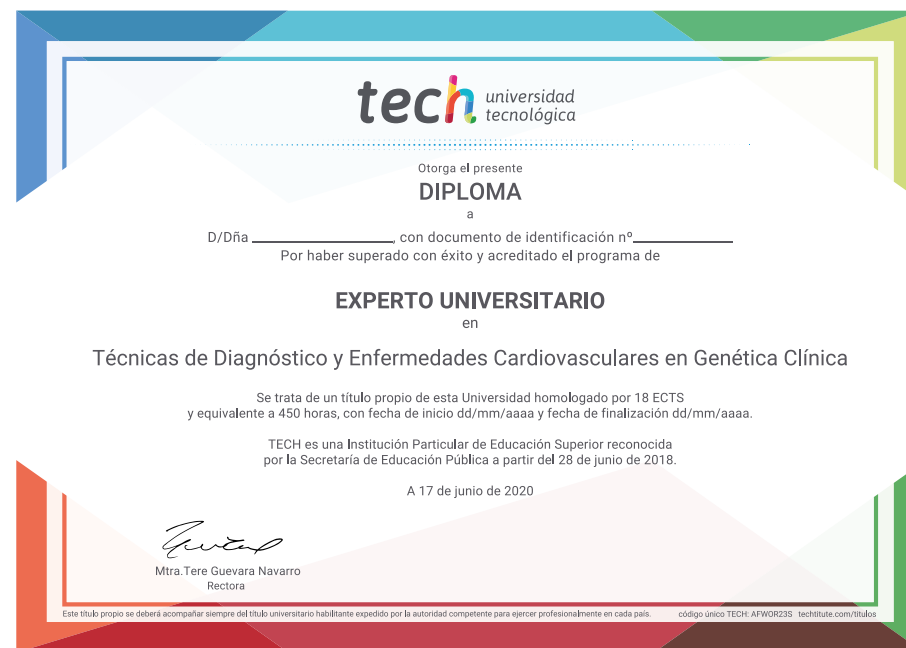 tech universidad
tecnológica
Otorga el presente
DIPLOMA
a
D/Dña ____________, con documento de identificación nº__________
Por haber superado con éxito y acreditado el programa de
EXPERTO UNIVERSITARIO
en
Técnicas de Diagnóstico y Enfermedades Cardiovasculares en Genética Clínica
Se trata de un título propio de esta Universidad homologado por 18 ECTS
y equivalente a 450 horas, con fecha de inicio dd/mm/aaaa y fecha de finalización dd/mm/aaaa.
TECH es una Institución Particular de Educación Superior reconocida
por la Secretaría de Educación Pública a partir del 28 de junio de 2018.
A 17 de junio de 2020
Mtra.Tere Guevara Navarro
Rectora
Este título propio se deberá acompañar siempre del título universitario habilitante expedido por la autoridad competente para ejercer profesionalmente en cada país. código único TECH: AFWOR23S techtitute.com/titulos